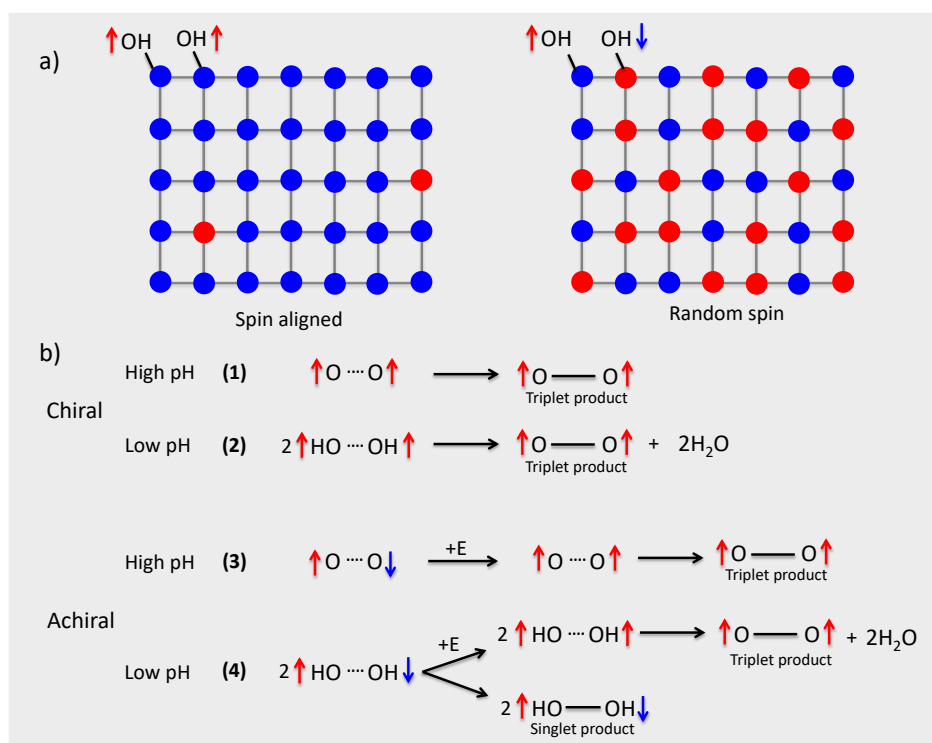 a)
↑OH OH↑
↑OH OH↓
Spin aligned
Random spin
b)
Chiral
High pH (1) ↑O ···· O↑ → ↑O — O↑
Triplet product
Low pH (2) 2↑HO ···· OH↑ → ↑O — O↑ + 2H₂O
Triplet product
Achiral
High pH (3) ↑O ···· O↓ +E → ↑O ···· O↑ → ↑O — O↑
Triplet product
Low pH (4) 2↑HO ···· OH↓ +E
2↑HO ···· OH↑ → ↑O — O↑ + 2H₂O
Triplet product
2↑HO — OH↓
Singlet product